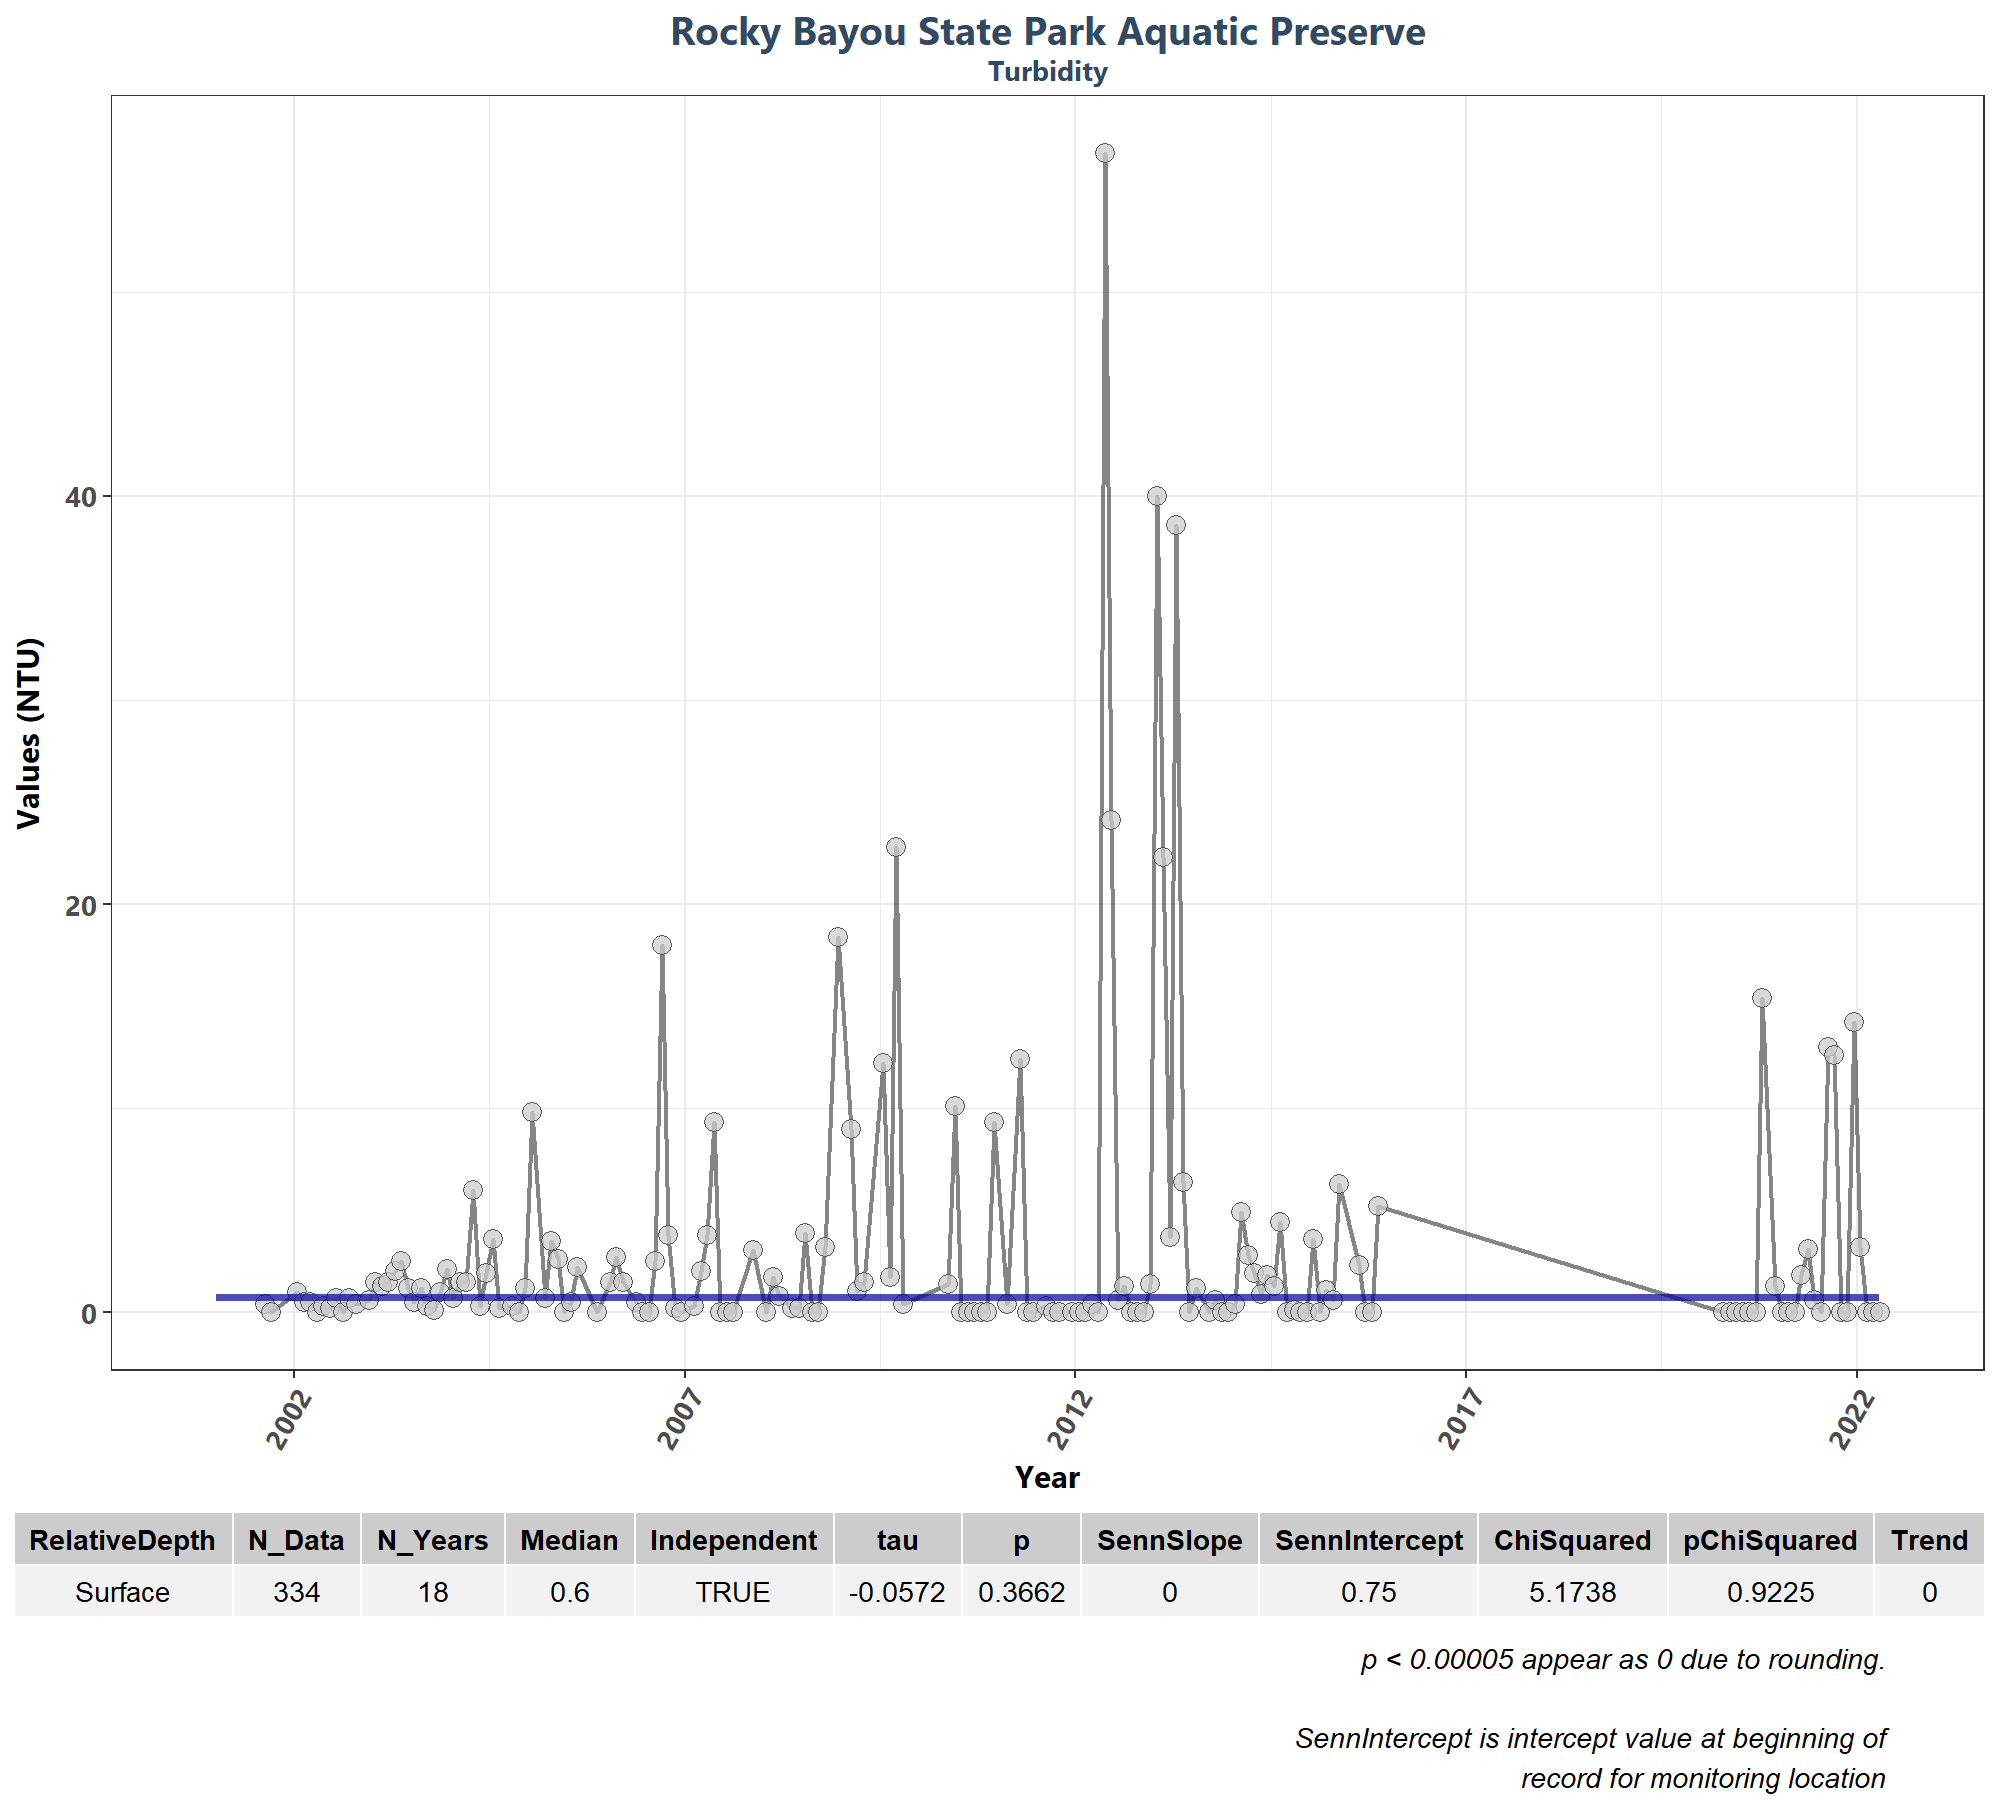 Rocky Bayou State Park Aquatic Preserve
Turbidity
Values (NTU)
40
20
0
2002 2007 2012 2017 2022
Year
RelativeDepth N_Data N_Years Median Independent tau p SennSlope SennIntercept ChiSquared pChiSquared Trend
Surface 334 18 0.6 TRUE -0.0572 0.3662 0 0.75 5.1738 0.9225 0
p < 0.00005 appear as 0 due to rounding.
SennIntercept is intercept value at beginning of
record for monitoring location